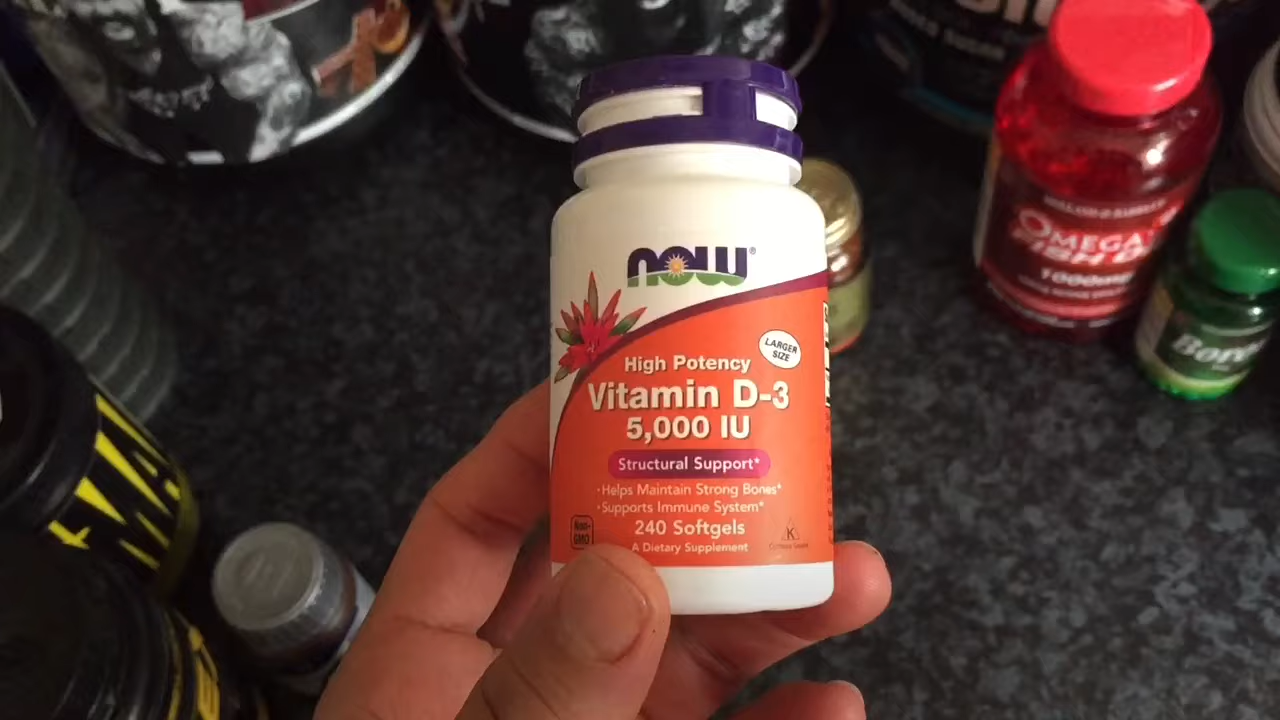 NOW®
LARGER
SIZE
High Potency
Vitamin D-3
5,000 IU
Structural Support*
• Helps Maintain Strong Bones*
• Supports Immune System*
240 Softgels
Non-
GMO
K
A Dietary Supplement
OMEGA
FISH
1000mg